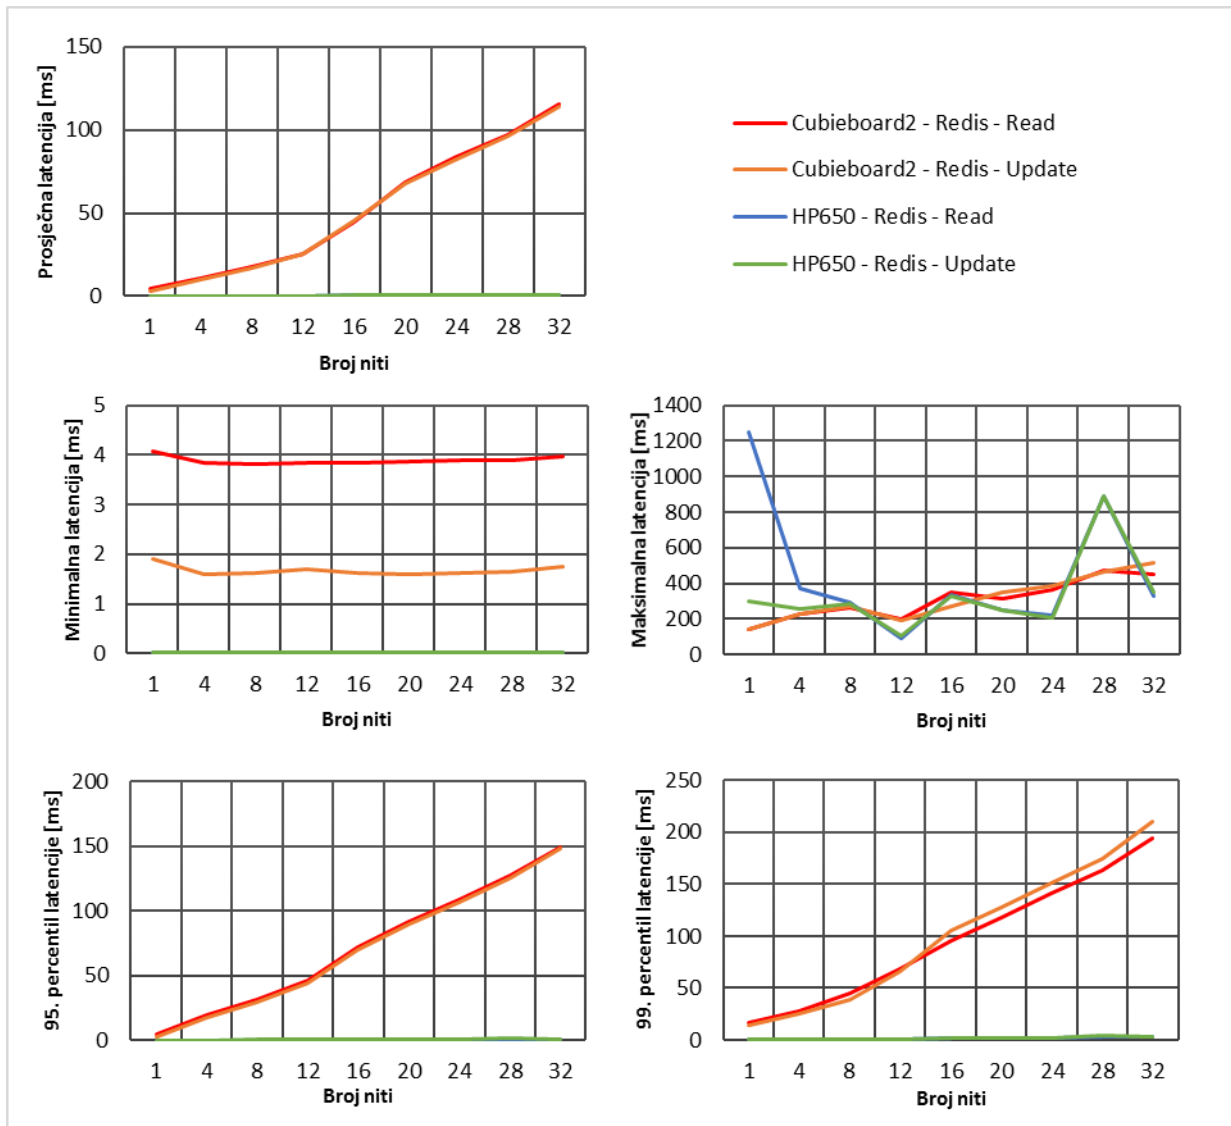 Prosječna latencija [ms]
150
100
50
0
1 4 8 12 16 20 24 28 32
Broj niti
Cubieboard2 - Redis - Read
Cubieboard2 - Redis - Update
HP650 - Redis - Read
HP650 - Redis - Update
Minimalna latencija [ms]
5
4
3
2
1
0
1 4 8 12 16 20 24 28 32
Broj niti
Maksimalna latencija [ms]
1400
1200
1000
800
600
400
200
0
1 4 8 12 16 20 24 28 32
Broj niti
95. percentil latencije [ms]
200
150
100
50
0
1 4 8 12 16 20 24 28 32
Broj niti
99. percentil latencije [ms]
250
200
150
100
50
0
1 4 8 12 16 20 24 28 32
Broj niti